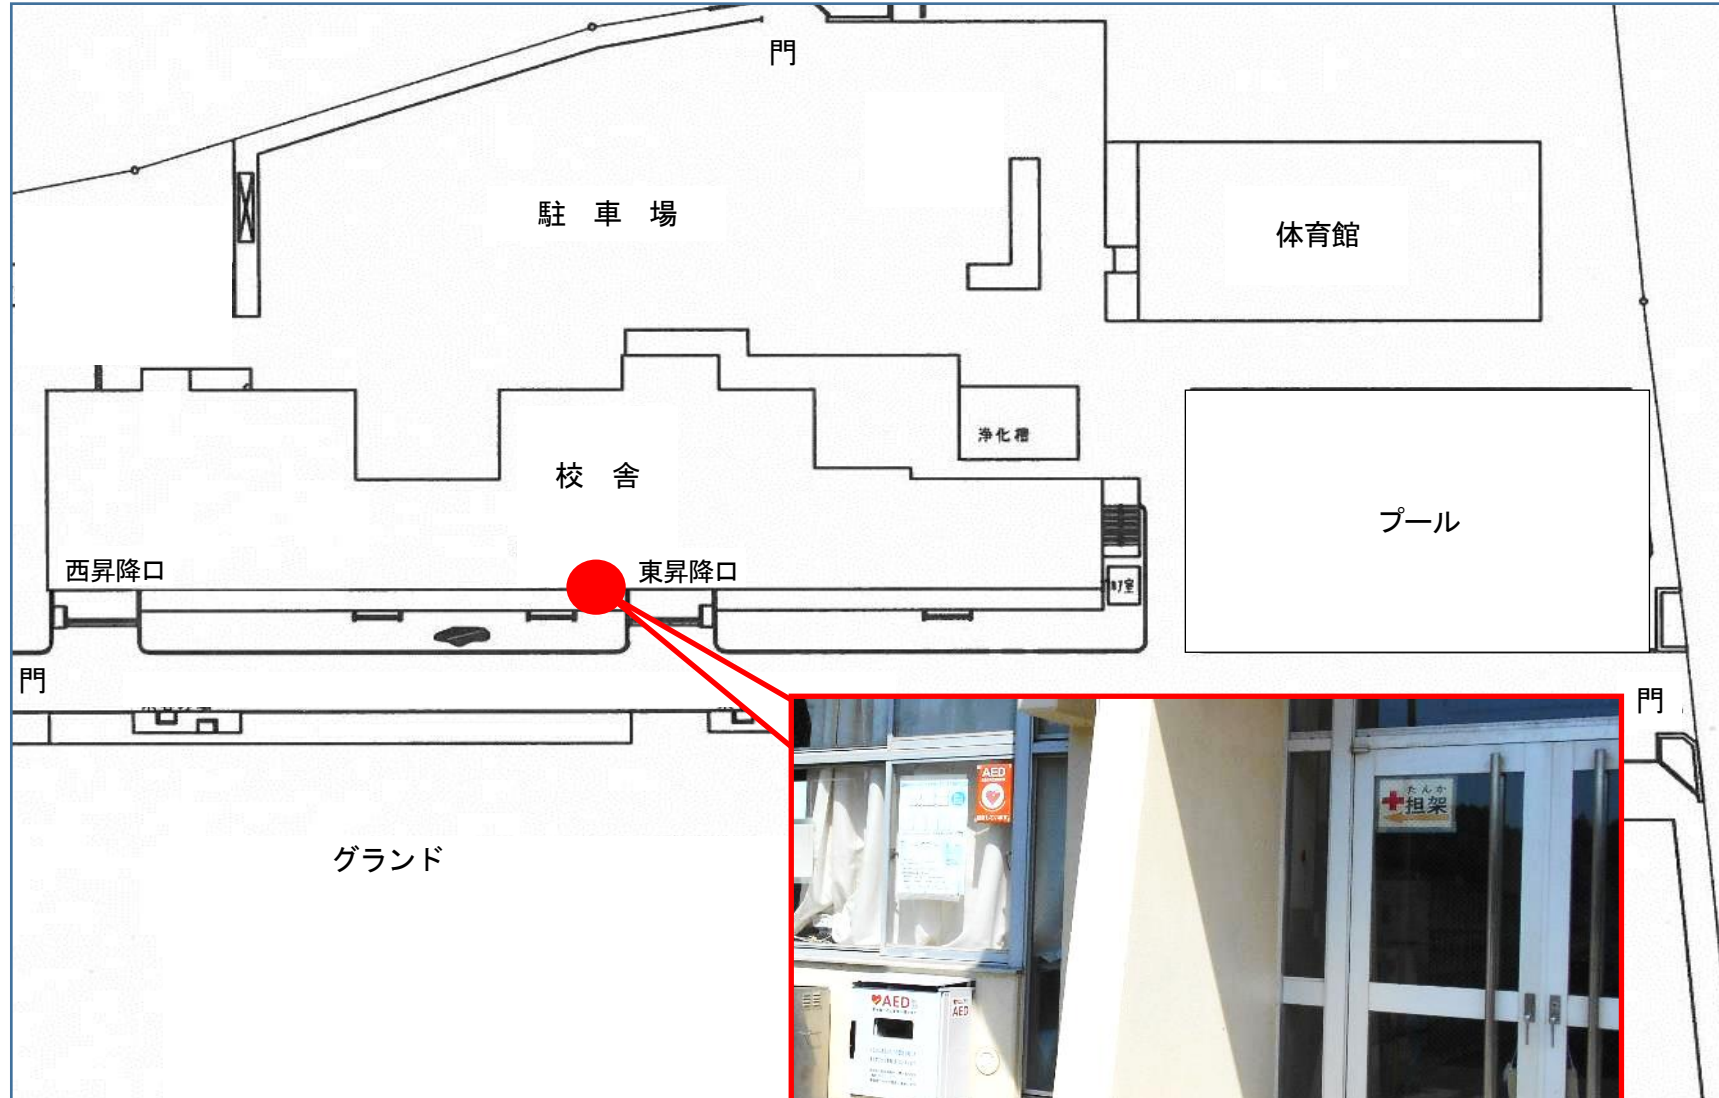 門
駐 車 場
体育館
浄化槽
校 舎
プール
西昇降口
東昇降口
門
門
グランド
AED
たんか
担架
AED
AED